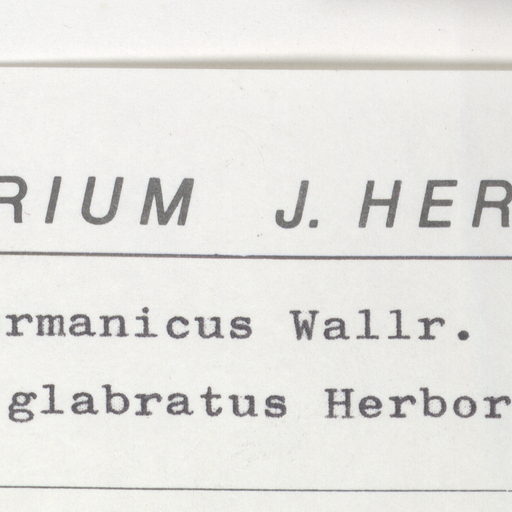 RIUM J. HER
rmanicus Wallr.
glabratus Herbor